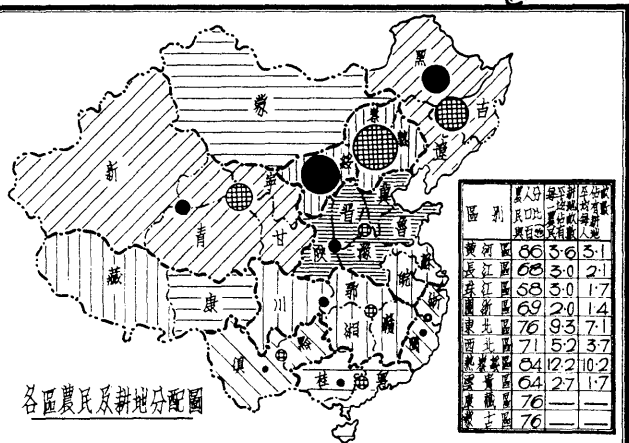 黑
吉
遼
蒙
新
熱
察
綏
寧
冀
晉
魯
青
甘
陝
豫
藏
康
川
鄂
皖
蘇
浙
湘
贛
黔
閩
滇
桂
粵
各區農民及耕地分配圖
區別
黃河區 86 3·6 3·1
長江區 68 3·0 2·1
珠江區 58 3·0 1·7
閩浙區 69 2·0 1·4
東北區 76 9·3 7·1
西北區 71 5·2 3·7
熱察綏區 84 12·2 10·2
雲貴區 64 2·7 1·7
康藏區 76 — —
蒙古區 76 — —